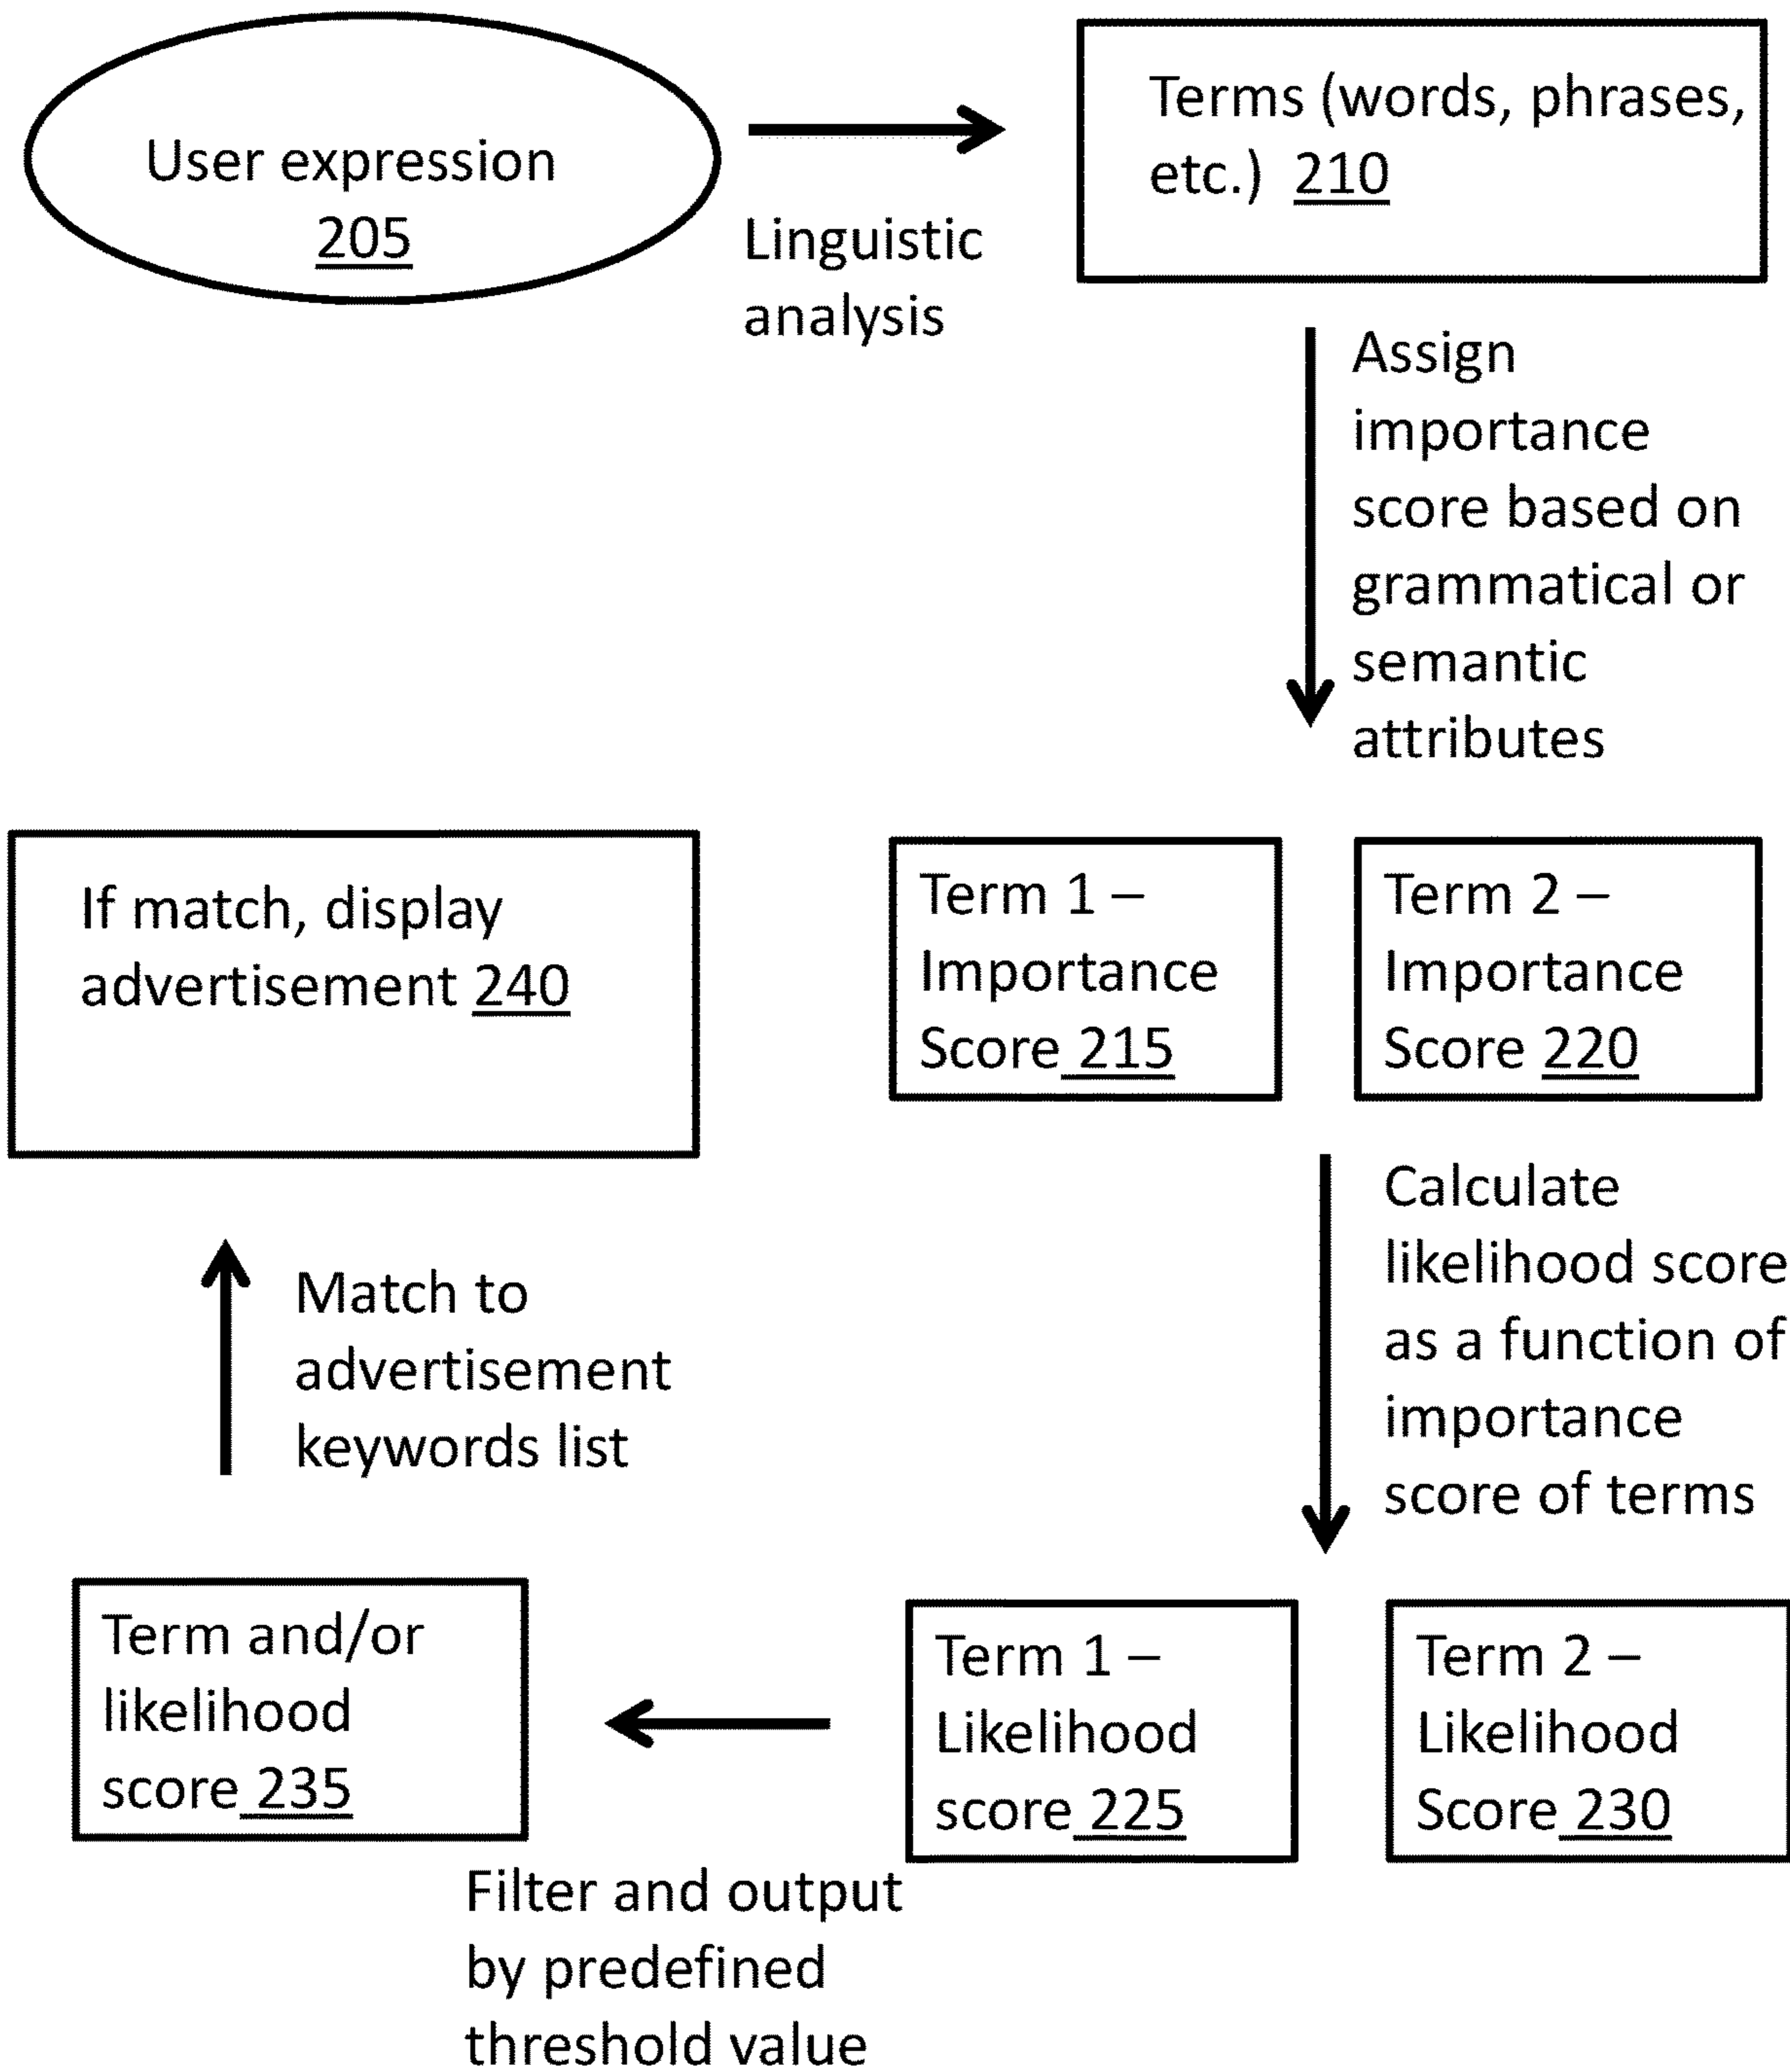 User expression
205
Linguistic
analysis
Terms (words, phrases,
etc.) 210
Assign
importance
score based on
grammatical or
semantic
attributes
Term 1 –
Importance
Score 215
Term 2 –
Importance
Score 220
Calculate
likelihood score
as a function of
importance
score of terms
Term 1 –
Likelihood
score 225
Term 2 –
Likelihood
Score 230
Filter and output
by predefined
threshold value
Term and/or
likelihood
score 235
Match to
advertisement
keywords list
If match, display
advertisement 240